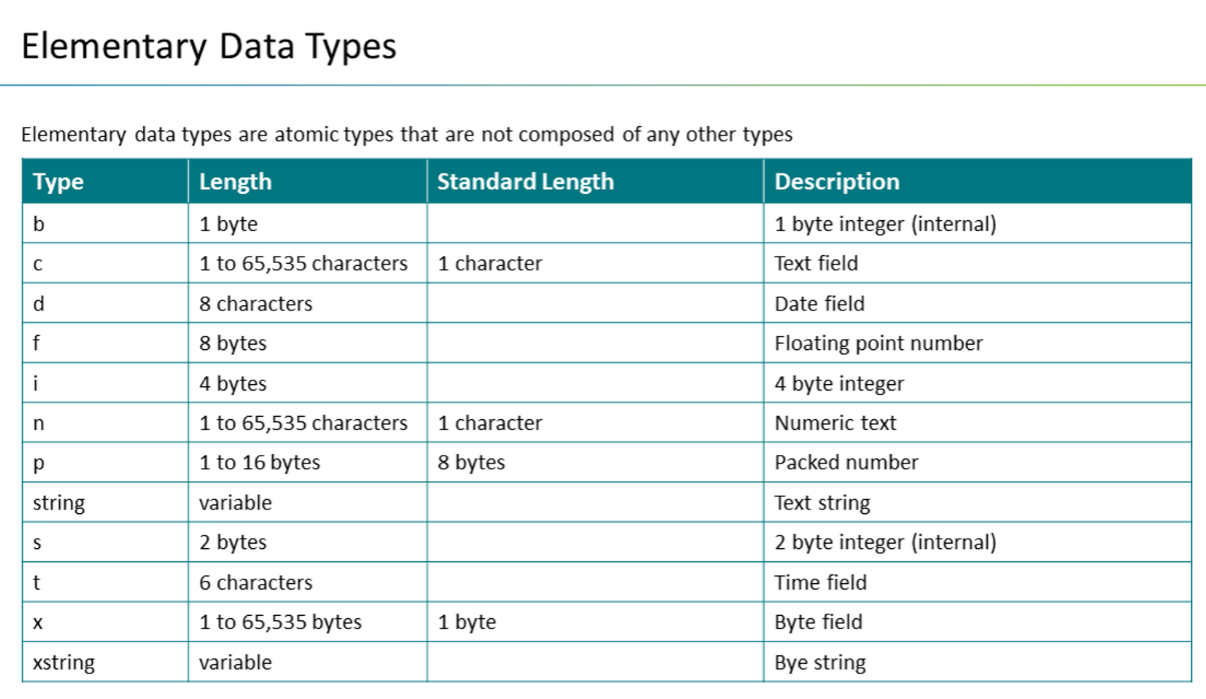 Elementary Data Types
Elementary data types are atomic types that are not composed of any other types
Type Length Standard Length Description
b 1 byte 1 byte integer (internal)
c 1 to 65,535 characters 1 character Text field
d 8 characters Date field
f 8 bytes Floating point number
i 4 bytes 4 byte integer
n 1 to 65,535 characters 1 character Numeric text
p 1 to 16 bytes 8 bytes Packed number
string variable Text string
s 2 bytes 2 byte integer (internal)
t 6 characters Time field
x 1 to 65,535 bytes 1 byte Byte field
xstring variable Bye string